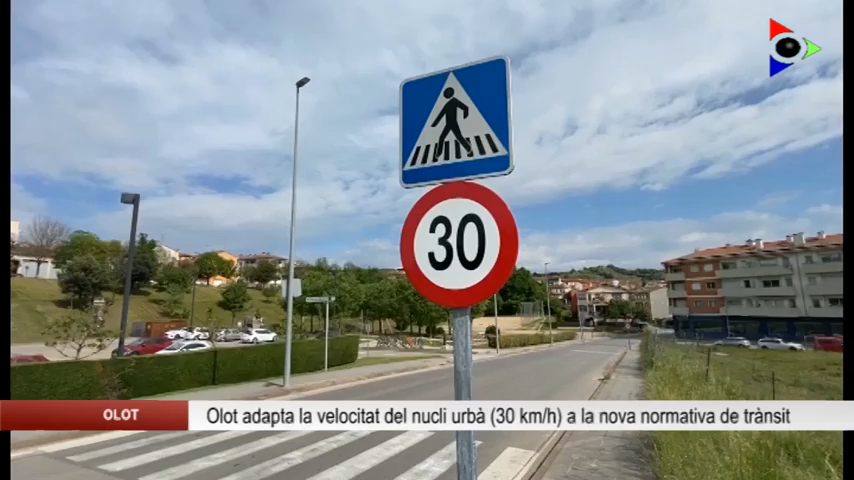 30
OLOT
Olot adapta la velocitat del nucli urbà (30 km/h) a la nova normativa de trànsit